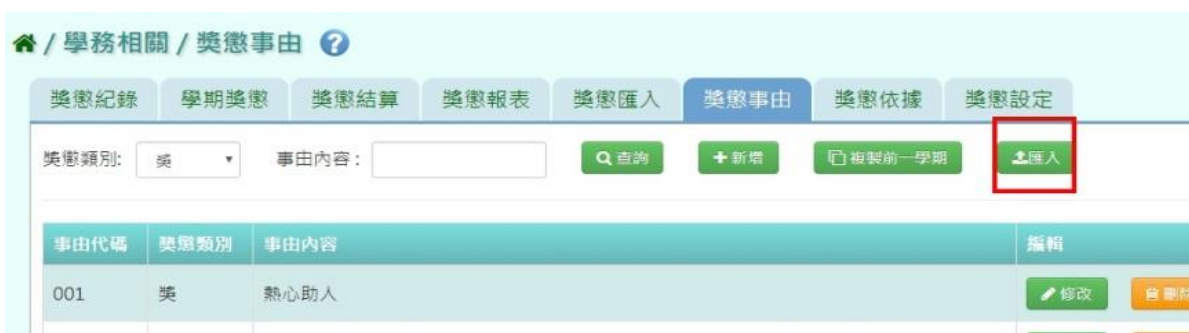 / 學務相關 / 獎懲事由 ?
獎懲紀錄 學期獎懲 獎懲結算 獎懲報表 獎懲匯入 獎懲事由 獎懲依據 獎懲設定
獎懲類別: 獎 事由內容: 查詢 +新增 複製前一學期 匯入
事由代碼 獎懲類別 事由內容 編輯
001 獎 熱心助人 修改 刪除